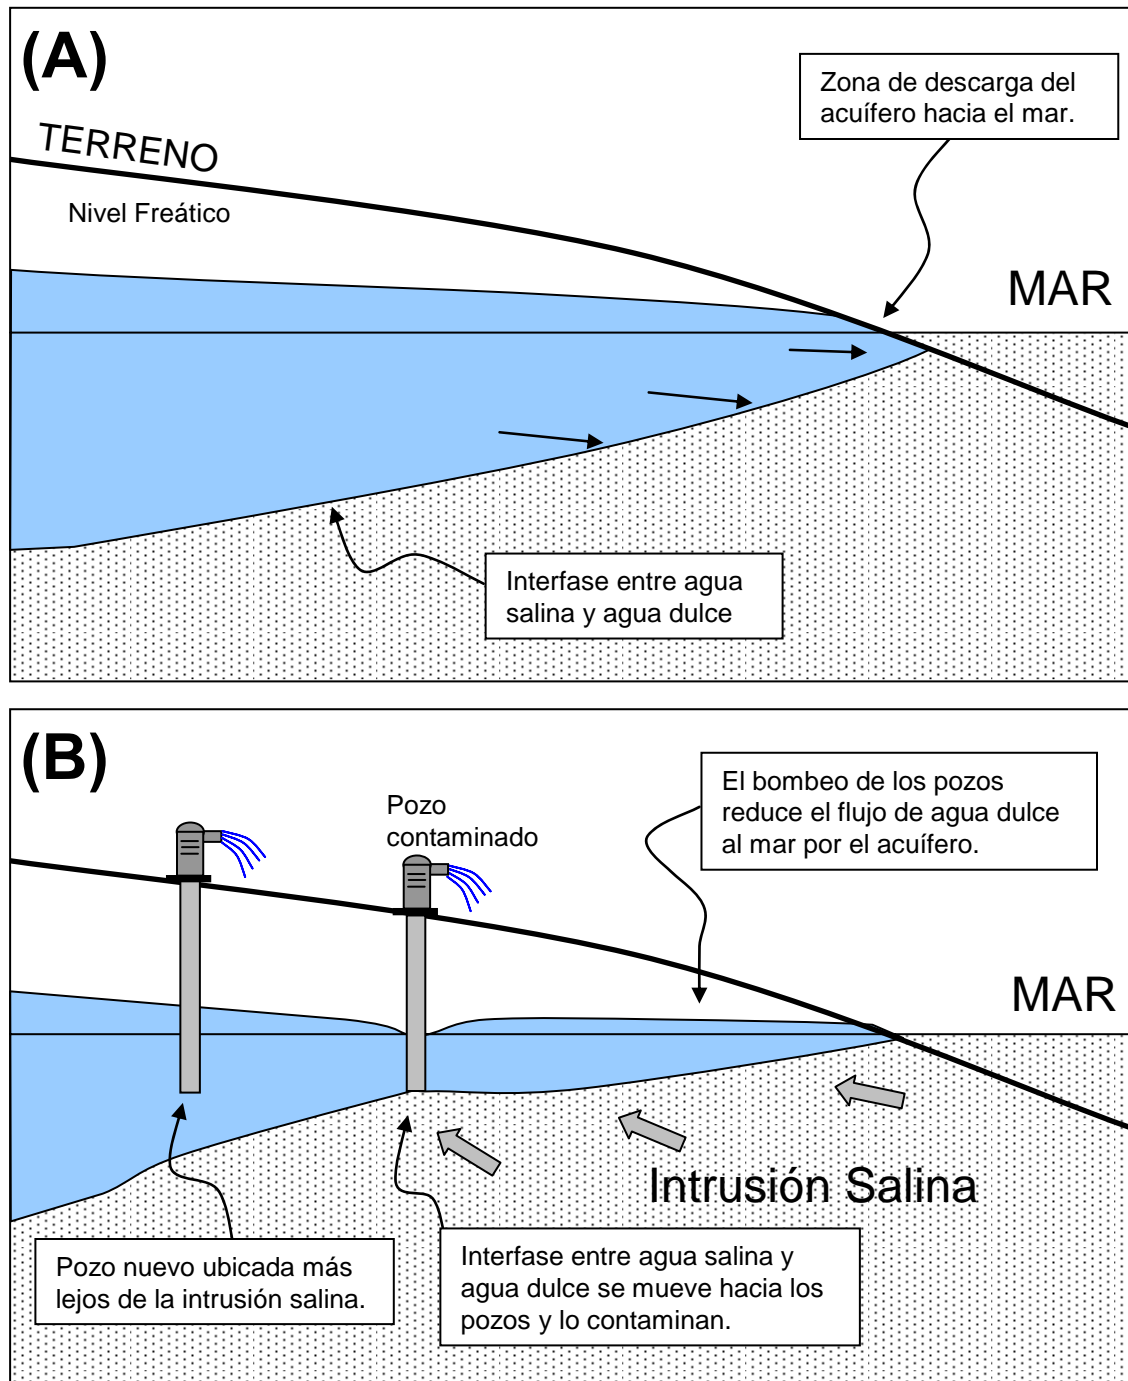 (A)
Zona de descarga del
acuífero hacia el mar.
TERRENO
Nivel Freático
MAR
Interfase entre agua
salina y agua dulce
(B)
El bombeo de los pozos
reduce el flujo de agua dulce
al mar por el acuífero.
Pozo
contaminado
MAR
Intrusión Salina
Pozo nuevo ubicada más
lejos de la intrusión salina.
Interfase entre agua salina y
agua dulce se mueve hacia los
pozos y lo contaminan.